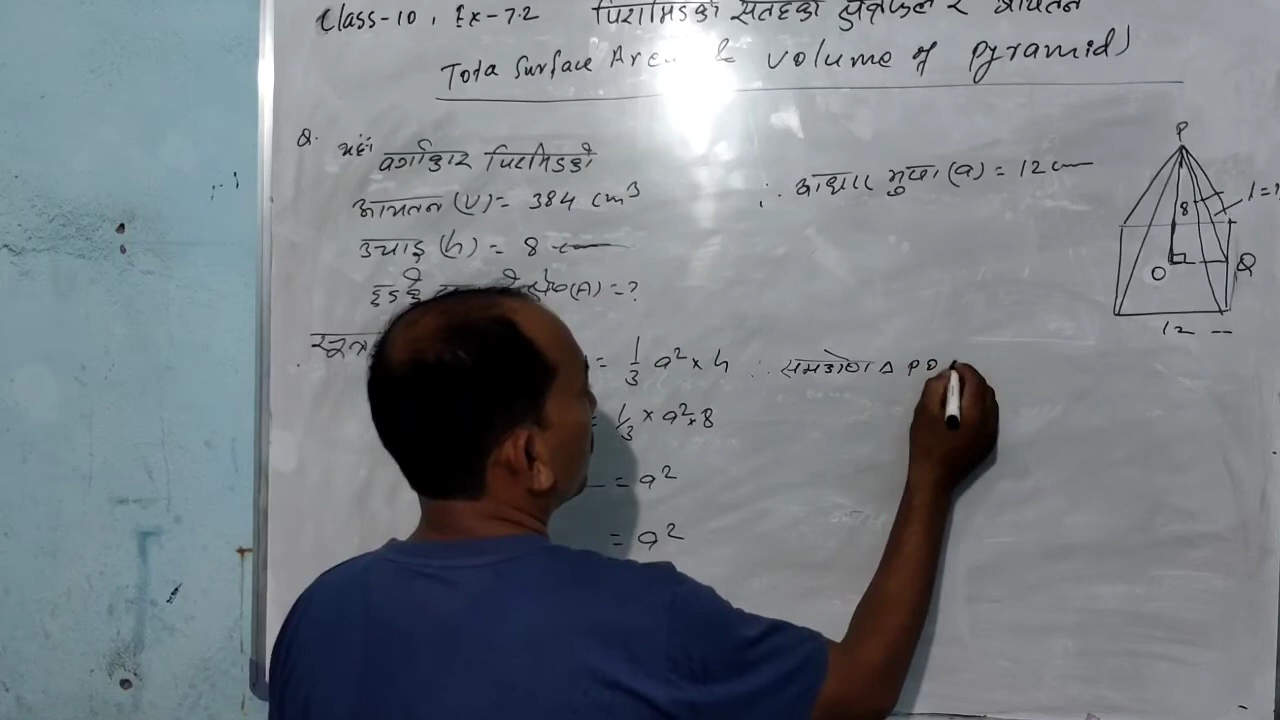 Class-10, Ex-7.2 पिरामिडको सतहको क्षेत्रफल र आयतन
Tota Surface Area & volume of Pyramid)
Q. यहाँ वर्गाकार पिरामिडको
आयतन (V) = 384 cm³
उचाइ (h) = 8 cm
(A) = ?
सूत्र
= 1/3 a² × h
= 1/3 × a² × 8
= a²
= a²
∴ आधार भुजा (a) = 12 cm
∴ समकोण Δ PO
P
8
l = ?
O
Q
12